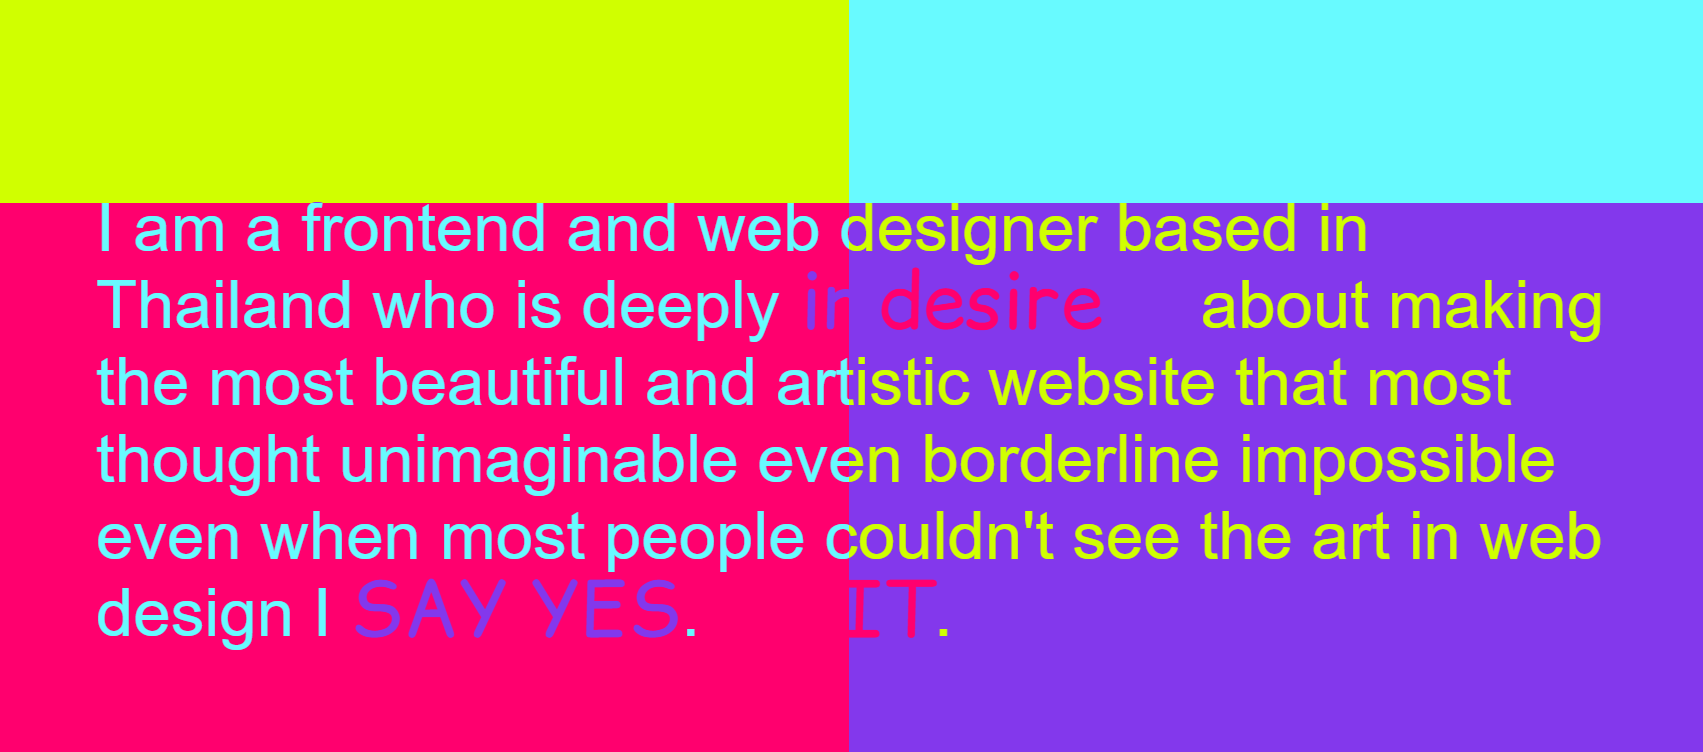 I am a frontend and web designer based in
Thailand who is deeply in desire about making
the most beautiful and artistic website that most
thought unimaginable even borderline impossible
even when most people couldn't see the art in web
design I SAY YES. IT.